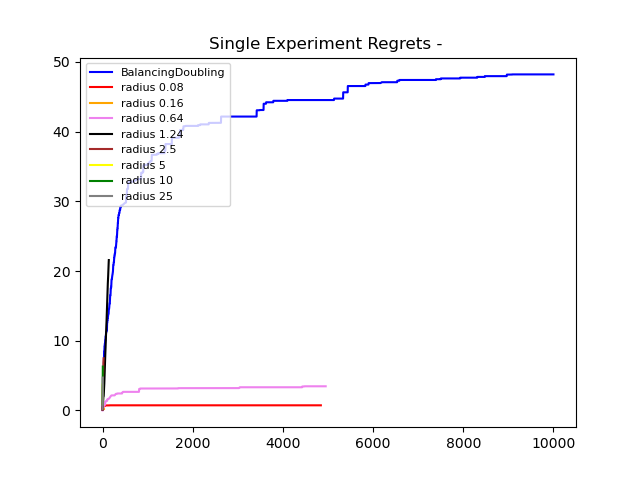 Single Experiment Regrets -
BalancingDoubling
radius 0.08
radius 0.16
radius 0.64
radius 1.24
radius 2.5
radius 5
radius 10
radius 25
50
40
30
20
10
0
0 2000 4000 6000 8000 10000